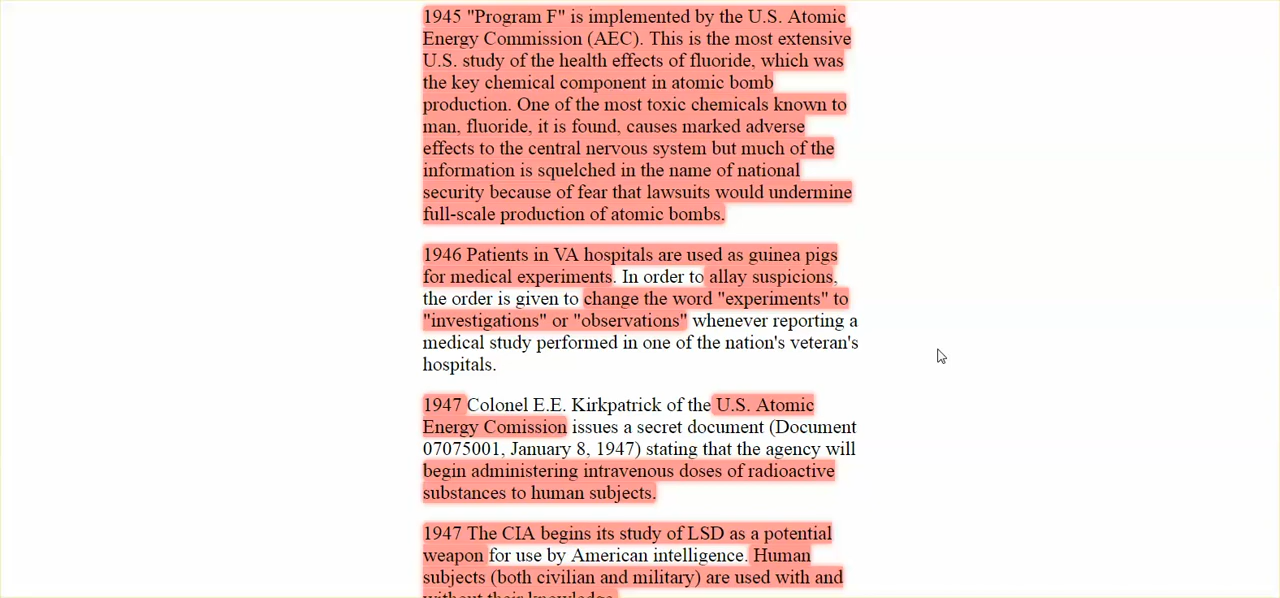 1945 "Program F" is implemented by the U.S. Atomic
Energy Commission (AEC). This is the most extensive
U.S. study of the health effects of fluoride, which was
the key chemical component in atomic bomb
production. One of the most toxic chemicals known to
man, fluoride, it is found, causes marked adverse
effects to the central nervous system but much of the
information is squelched in the name of national
security because of fear that lawsuits would undermine
full-scale production of atomic bombs.
1946 Patients in VA hospitals are used as guinea pigs
for medical experiments. In order to allay suspicions,
the order is given to change the word "experiments" to
"investigations" or "observations" whenever reporting a
medical study performed in one of the nation's veteran's
hospitals.
1947 Colonel E.E. Kirkpatrick of the U.S. Atomic
Energy Comission issues a secret document (Document
07075001, January 8, 1947) stating that the agency will
begin administering intravenous doses of radioactive
substances to human subjects.
1947 The CIA begins its study of LSD as a potential
weapon for use by American intelligence. Human
subjects (both civilian and military) are used with and
without their knowledge.